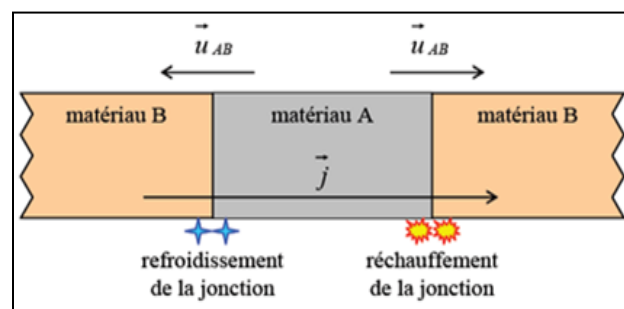 u AB
u AB
matériau B
matériau A
matériau B
j
refroidissement
de la jonction
réchauffement
de la jonction